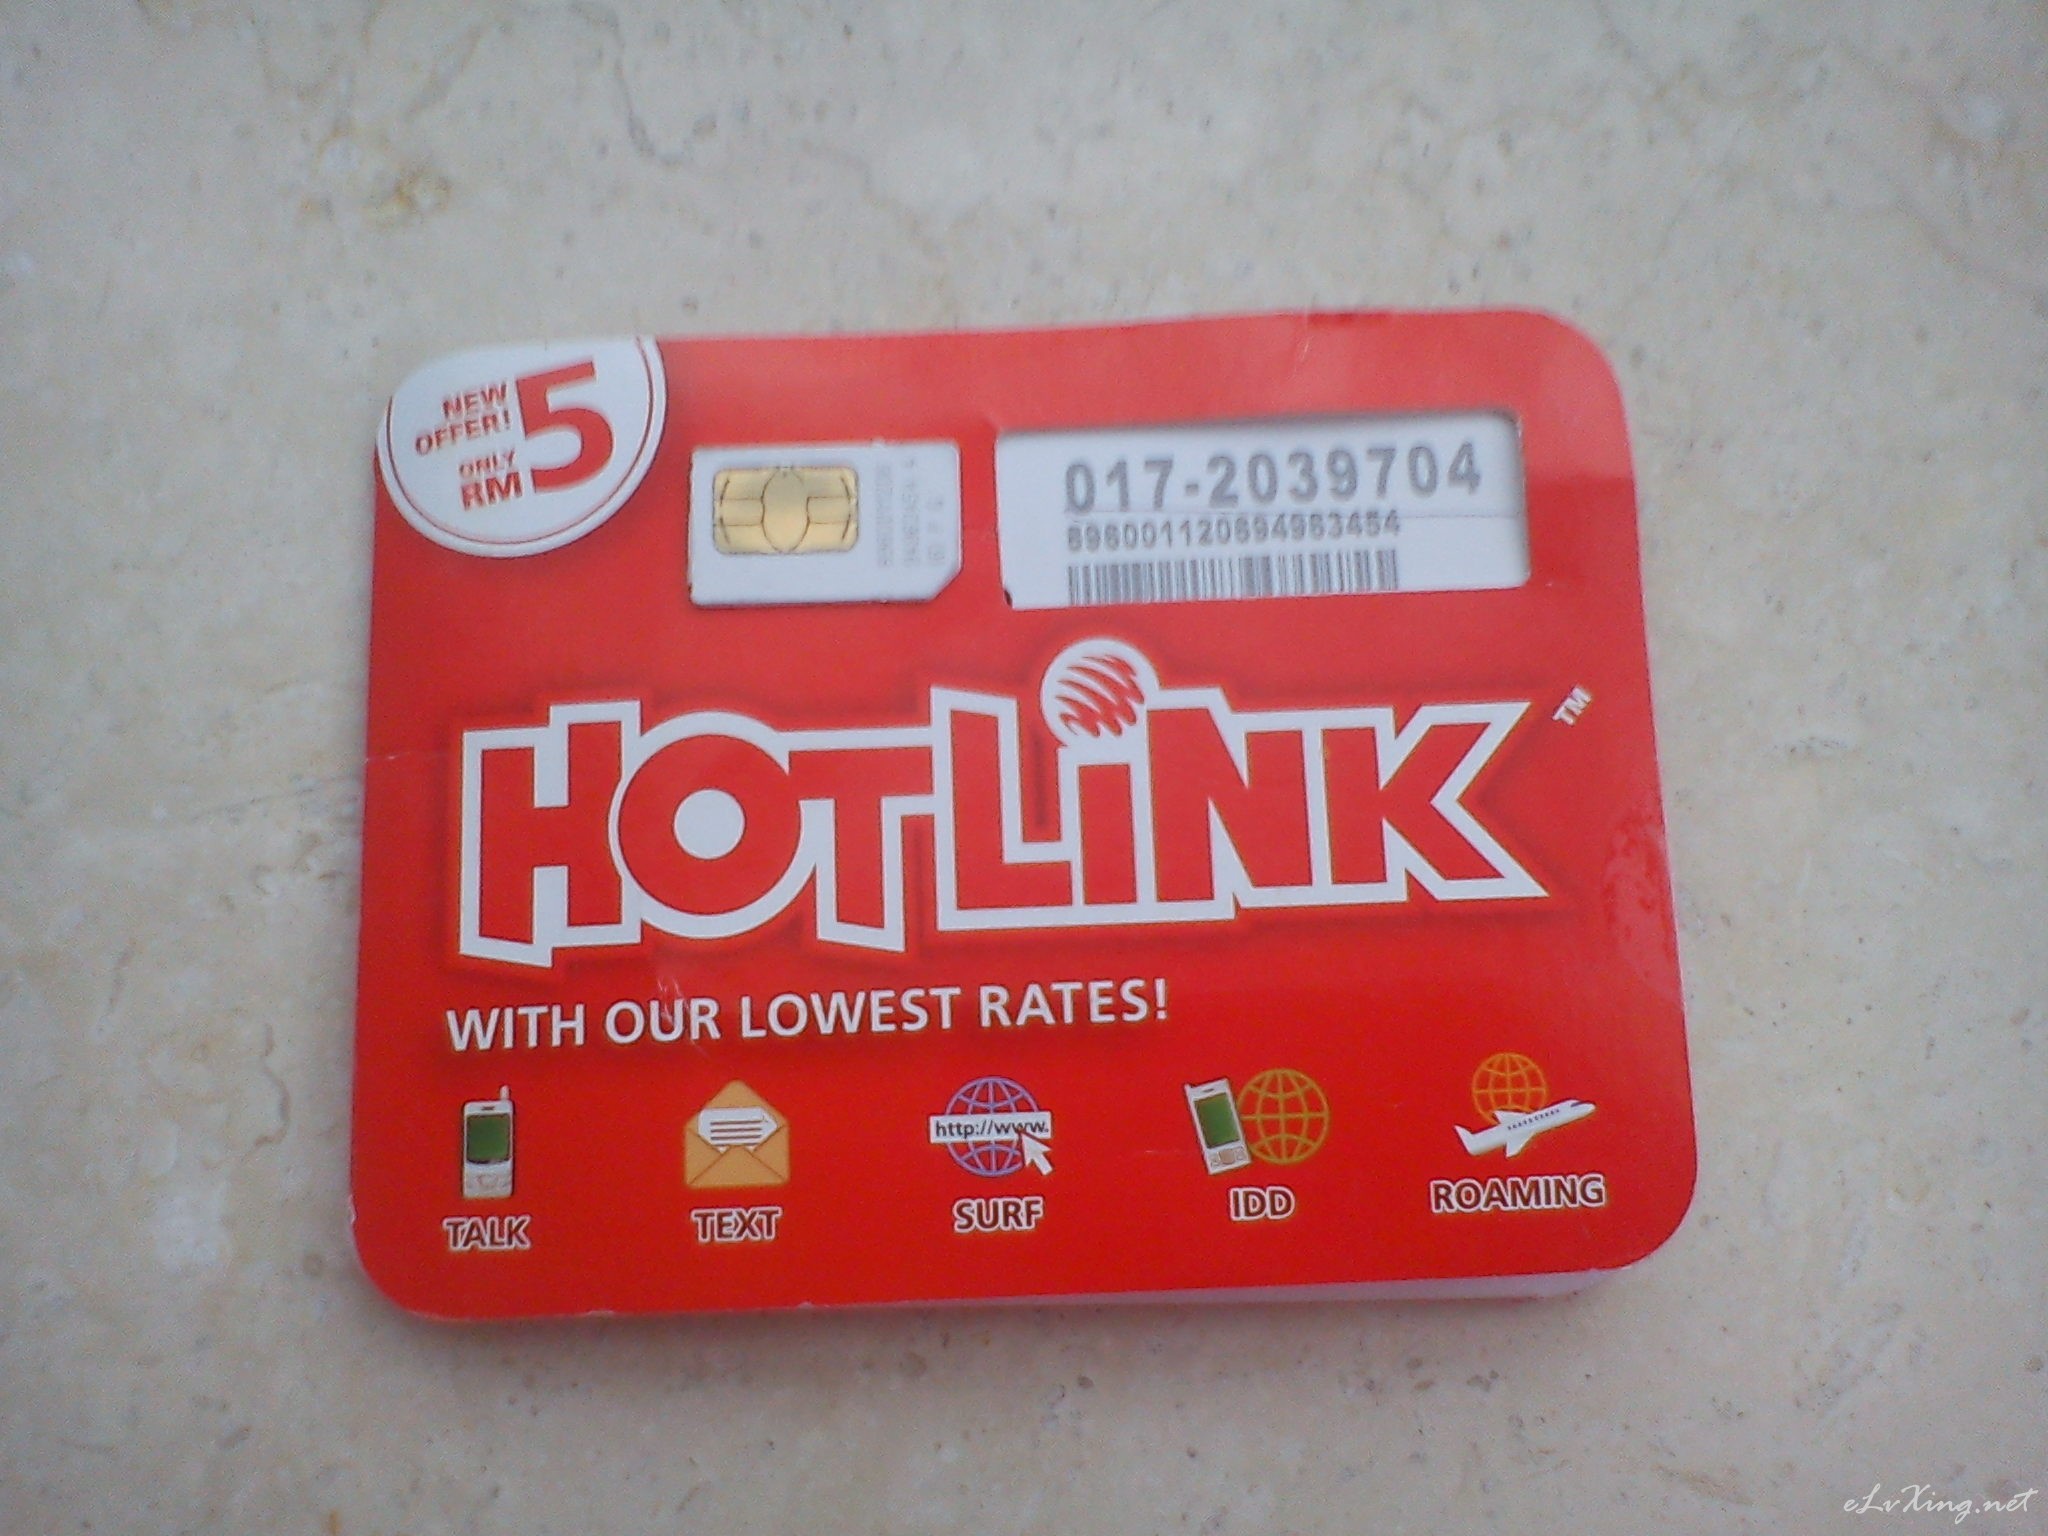 NEW
OFFER!
ONLY
RM 5
017-2039704
896001120694983454
HOTLiNK
TM
WITH OUR LOWEST RATES!
http://www.
TALK
TEXT
SURF
IDD
ROAMING
eLvXing.net